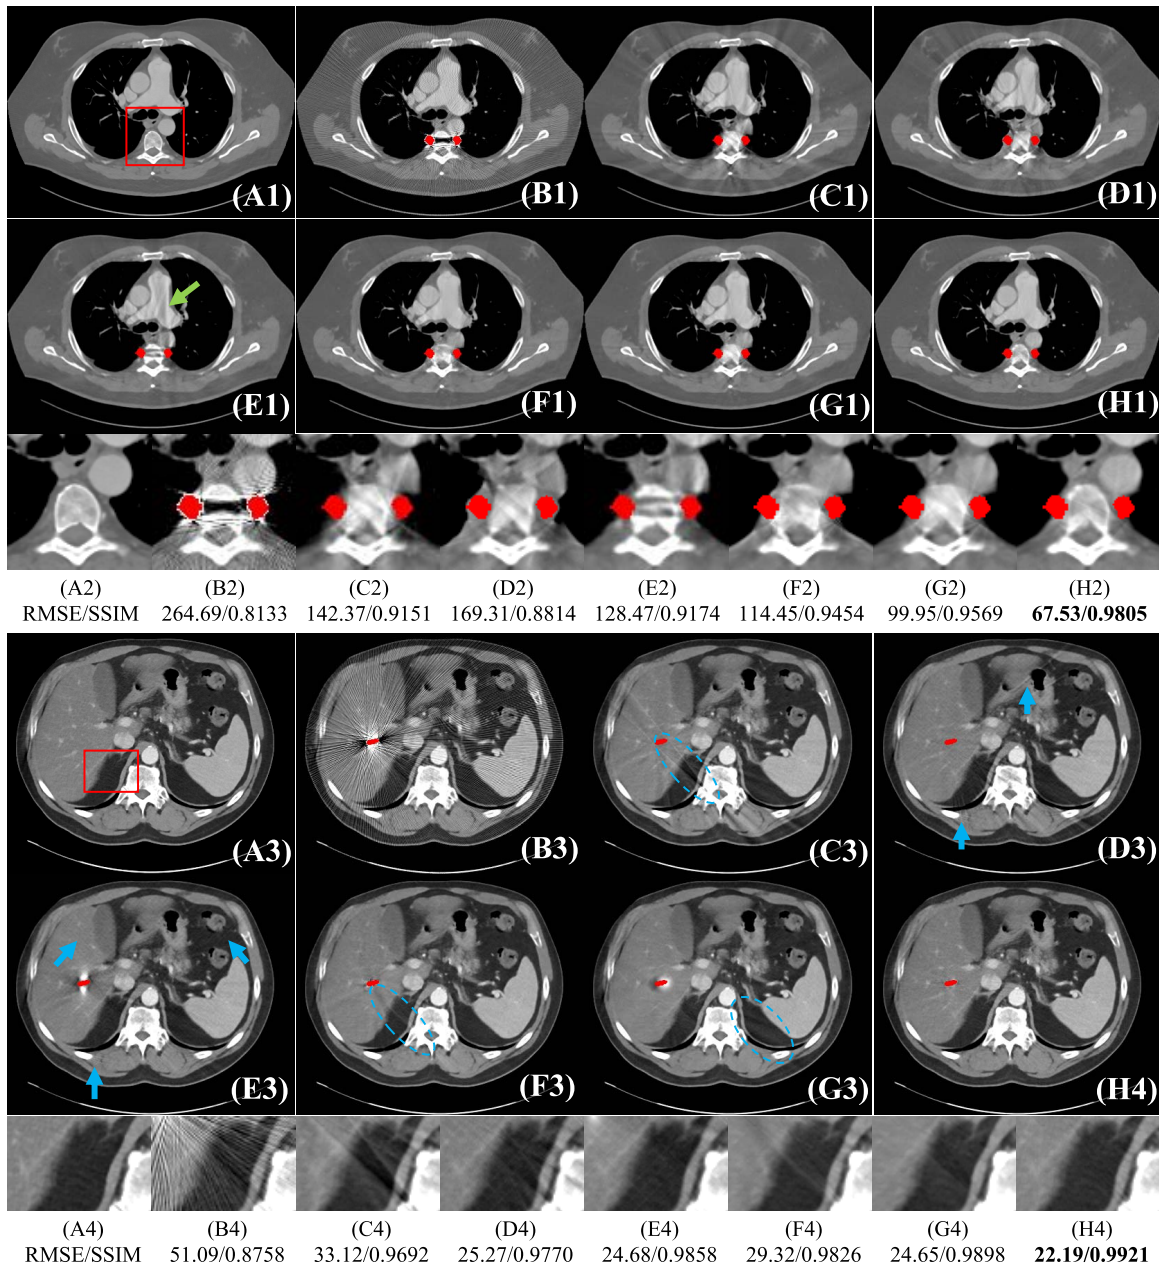 (A1) (B1) (C1) (D1)
(E1) (F1) (G1) (H1)
(A2) (B2) (C2) (D2) (E2) (F2) (G2) (H2)
RMSE/SSIM 264.69/0.8133 142.37/0.9151 169.31/0.8814 128.47/0.9174 114.45/0.9454 99.95/0.9569 67.53/0.9805
(A3) (B3) (C3) (D3)
(E3) (F3) (G3) (H4)
(A4) (B4) (C4) (D4) (E4) (F4) (G4) (H4)
RMSE/SSIM 51.09/0.8758 33.12/0.9692 25.27/0.9770 24.68/0.9858 29.32/0.9826 24.65/0.9898 22.19/0.9921